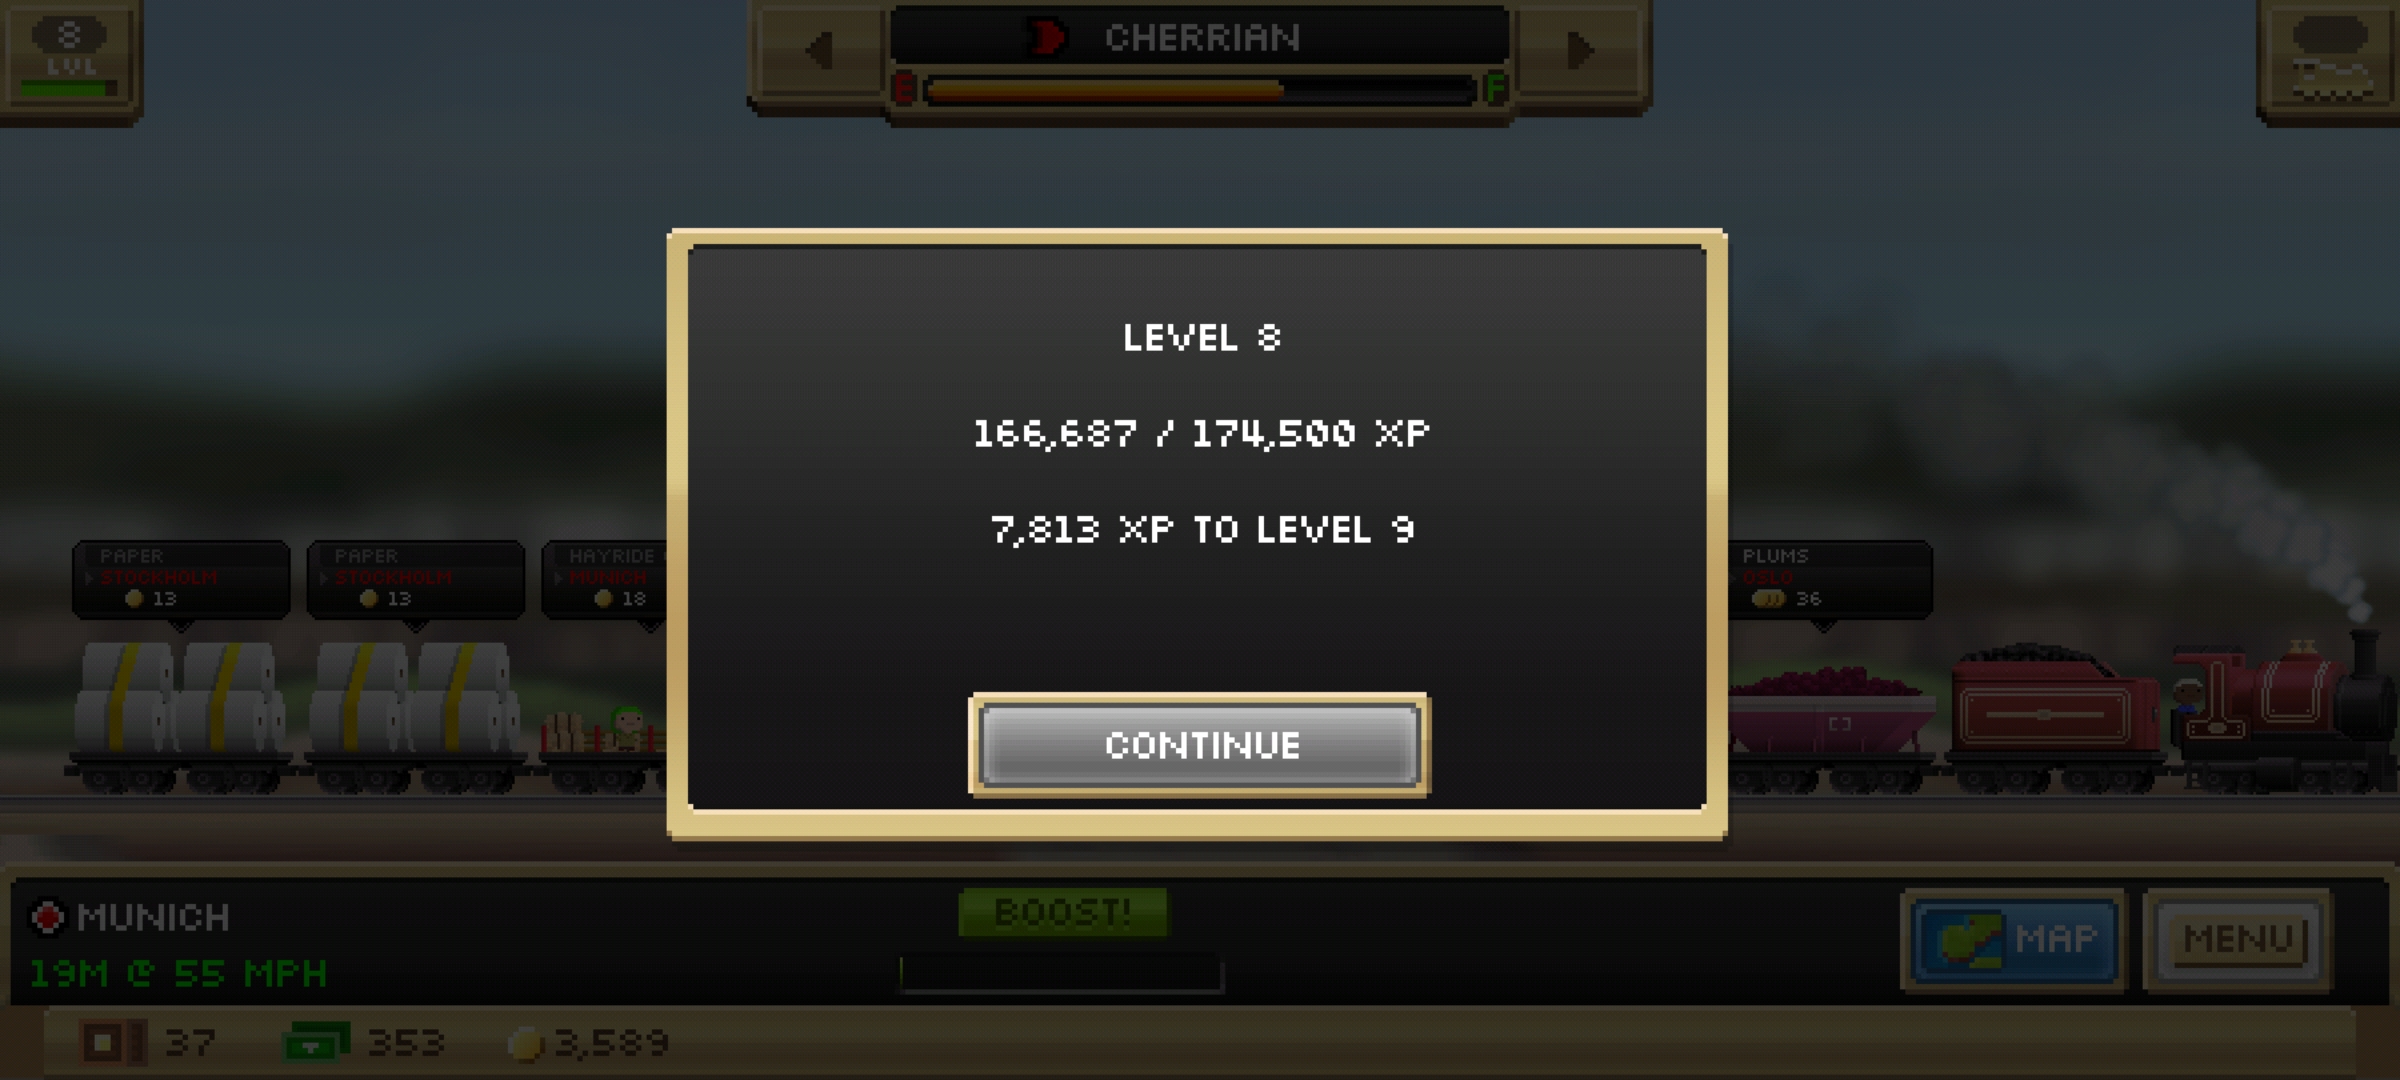 8
LVL
CHERRIAN
E
F
LEVEL 8
166,687 / 174,500 XP
7,813 XP TO LEVEL 9
PAPER
STOCKHOLM
13
PAPER
STOCKHOLM
13
HAYRIDE
MUNICH
18
PLUMS
OSLO
36
CONTINUE
MUNICH
19M @ 55 MPH
BOOST!
MAP
MENU
37
353
3,589